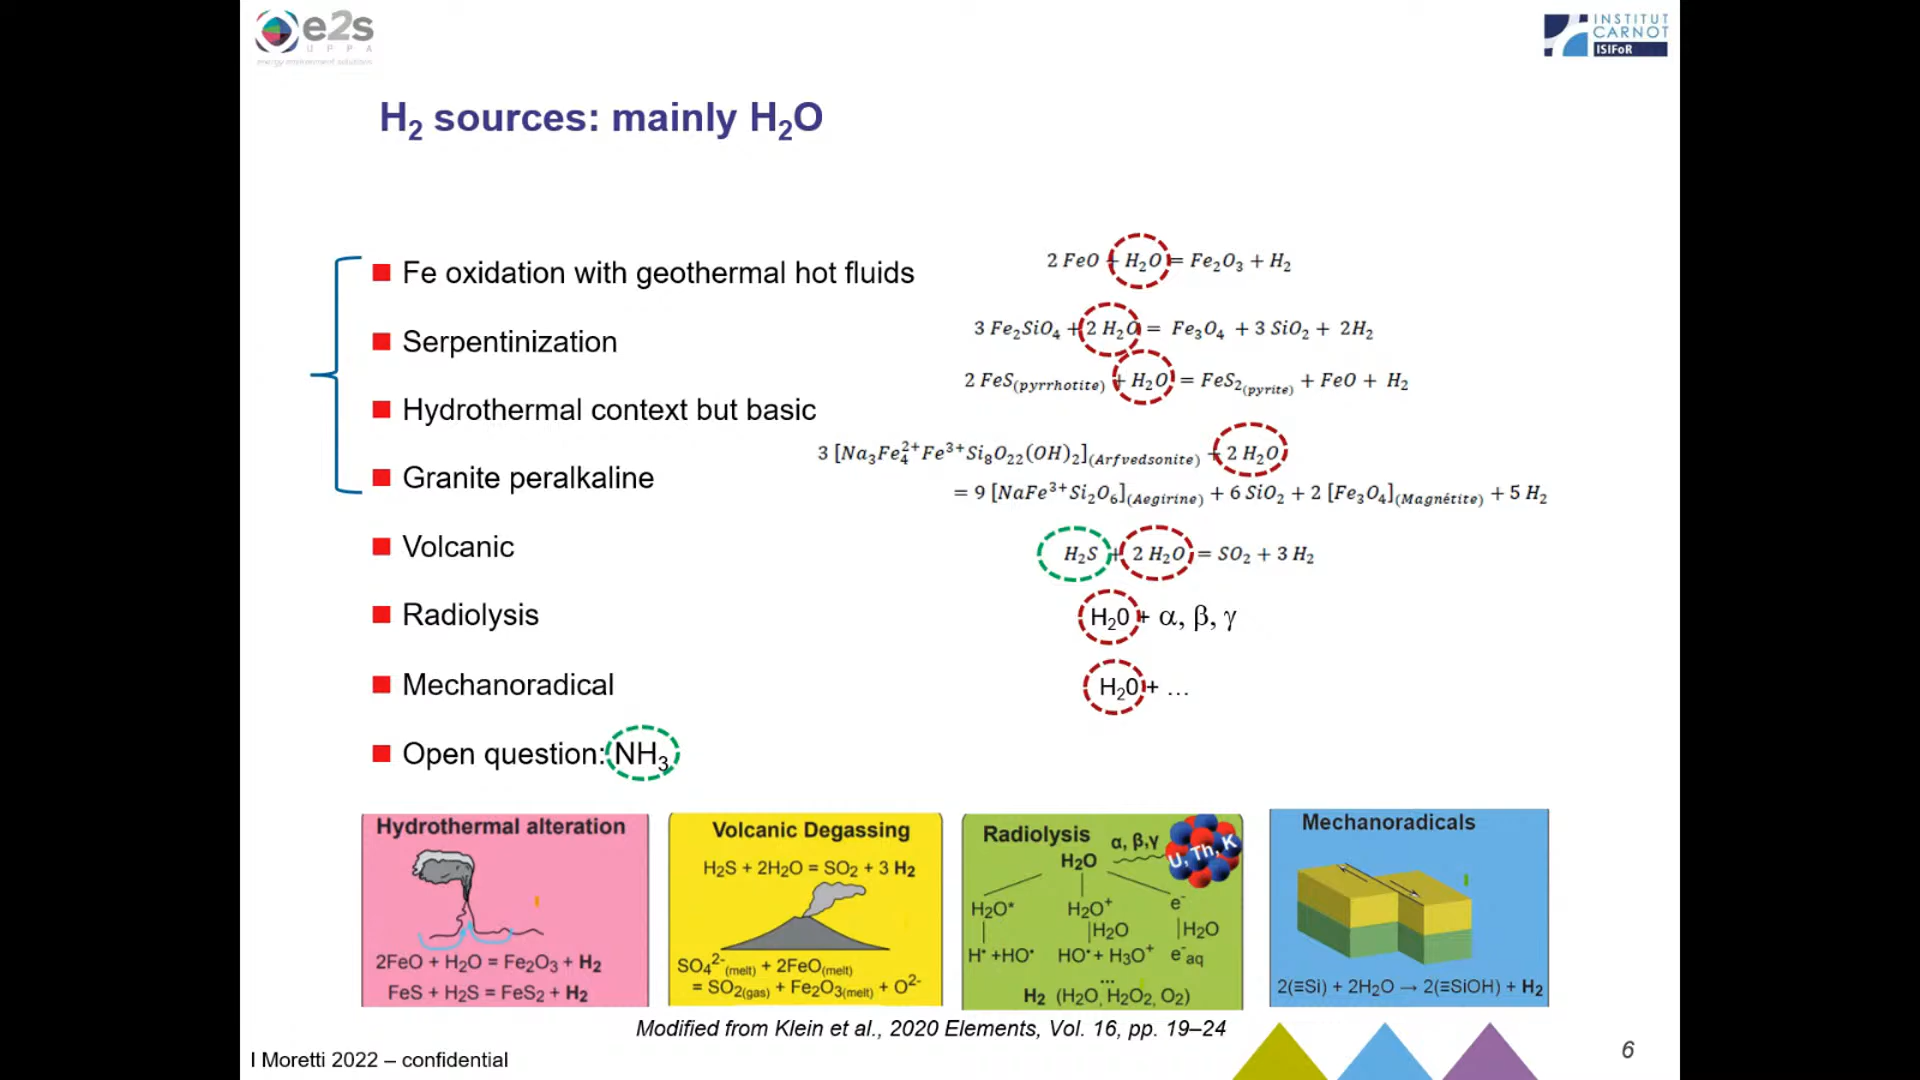 e2s
UPPA
energy environment solutions
INSTITUT
CARNOT
ISIFoR
H₂ sources: mainly H₂O
Fe oxidation with geothermal hot fluids
2 FeO + H₂O = Fe₂O₃ + H₂
Serpentinization
3 Fe₂SiO₄ + 2 H₂O = Fe₃O₄ + 3 SiO₂ + 2H₂
2 FeS(pyrrhotite) + H₂O = FeS₂(pyrite) + FeO + H₂
Hydrothermal context but basic
3 [Na₃Fe₄²⁺Fe³⁺Si₈O₂₂(OH)₂](Arfvedsonite) + 2 H₂O
Granite peralkaline
= 9 [NaFe³⁺Si₂O₆](Aegirine) + 6 SiO₂ + 2 [Fe₃O₄](Magnétite) + 5 H₂
Volcanic
H₂S + 2 H₂O = SO₂ + 3 H₂
Radiolysis
H₂0 + α, β, γ
Mechanoradical
H₂0 + ...
Open question: NH₃
Hydrothermal alteration
2FeO + H₂O = Fe₂O₃ + H₂
FeS + H₂S = FeS₂ + H₂
Volcanic Degassing
H₂S + 2H₂O = SO₂ + 3 H₂
SO₄²⁻(melt) + 2FeO(melt)
= SO₂(gas) + Fe₂O₃(melt) + O²⁻
Radiolysis
α, β,γ
U, Th, K
H₂O
H₂O• H₂O⁺ e⁻
H₂O H₂O
H• +HO• HO•+ H₃O⁺ e⁻aq
...
H₂ (H₂O, H₂O₂, O₂)
Mechanoradicals
2(≡Si) + 2H₂O → 2(≡SiOH) + H₂
Modified from Klein et al., 2020 Elements, Vol. 16, pp. 19–24
I Moretti 2022 – confidential
6